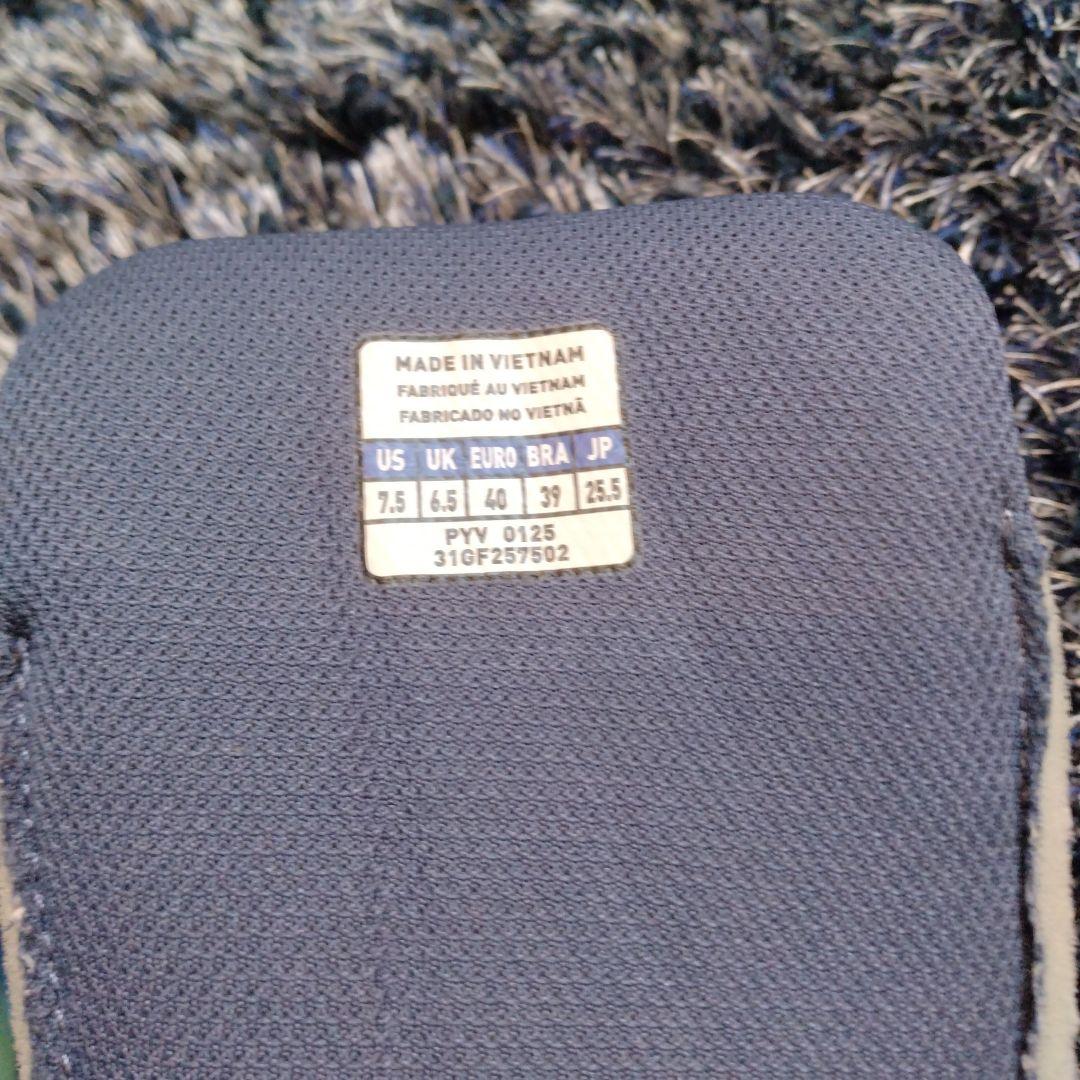 MADE IN VIETNAM
FABRIQUÉ AU VIETNAM
FABRICADO NO VIETNÃ
US UK EURO BRA JP
7.5 6.5 40 39 25.5
PYV 0125
31GF257502